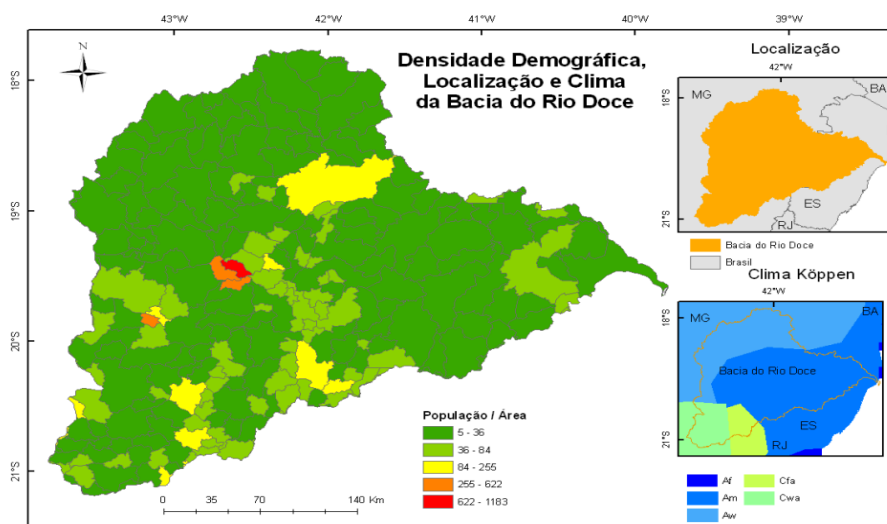 43°W 42°W 41°W 40°W 39°W
N
Densidade Demográfica,
Localização e Clima
da Bacia do Rio Doce
18°S
19°S
20°S
21°S
População / Área
5 - 36
36 - 84
84 - 255
255 - 622
622 - 1183
0 35 70 140 Km
Localização
42°W
18°S
21°S
MG
BA
ES
RJ
Bacia do Rio Doce
Brasil
Clima Köppen
42°W
18°S
21°S
MG
BA
Bacia do Rio Doce
ES
RJ
Af Cfa
Am Cwa
Aw